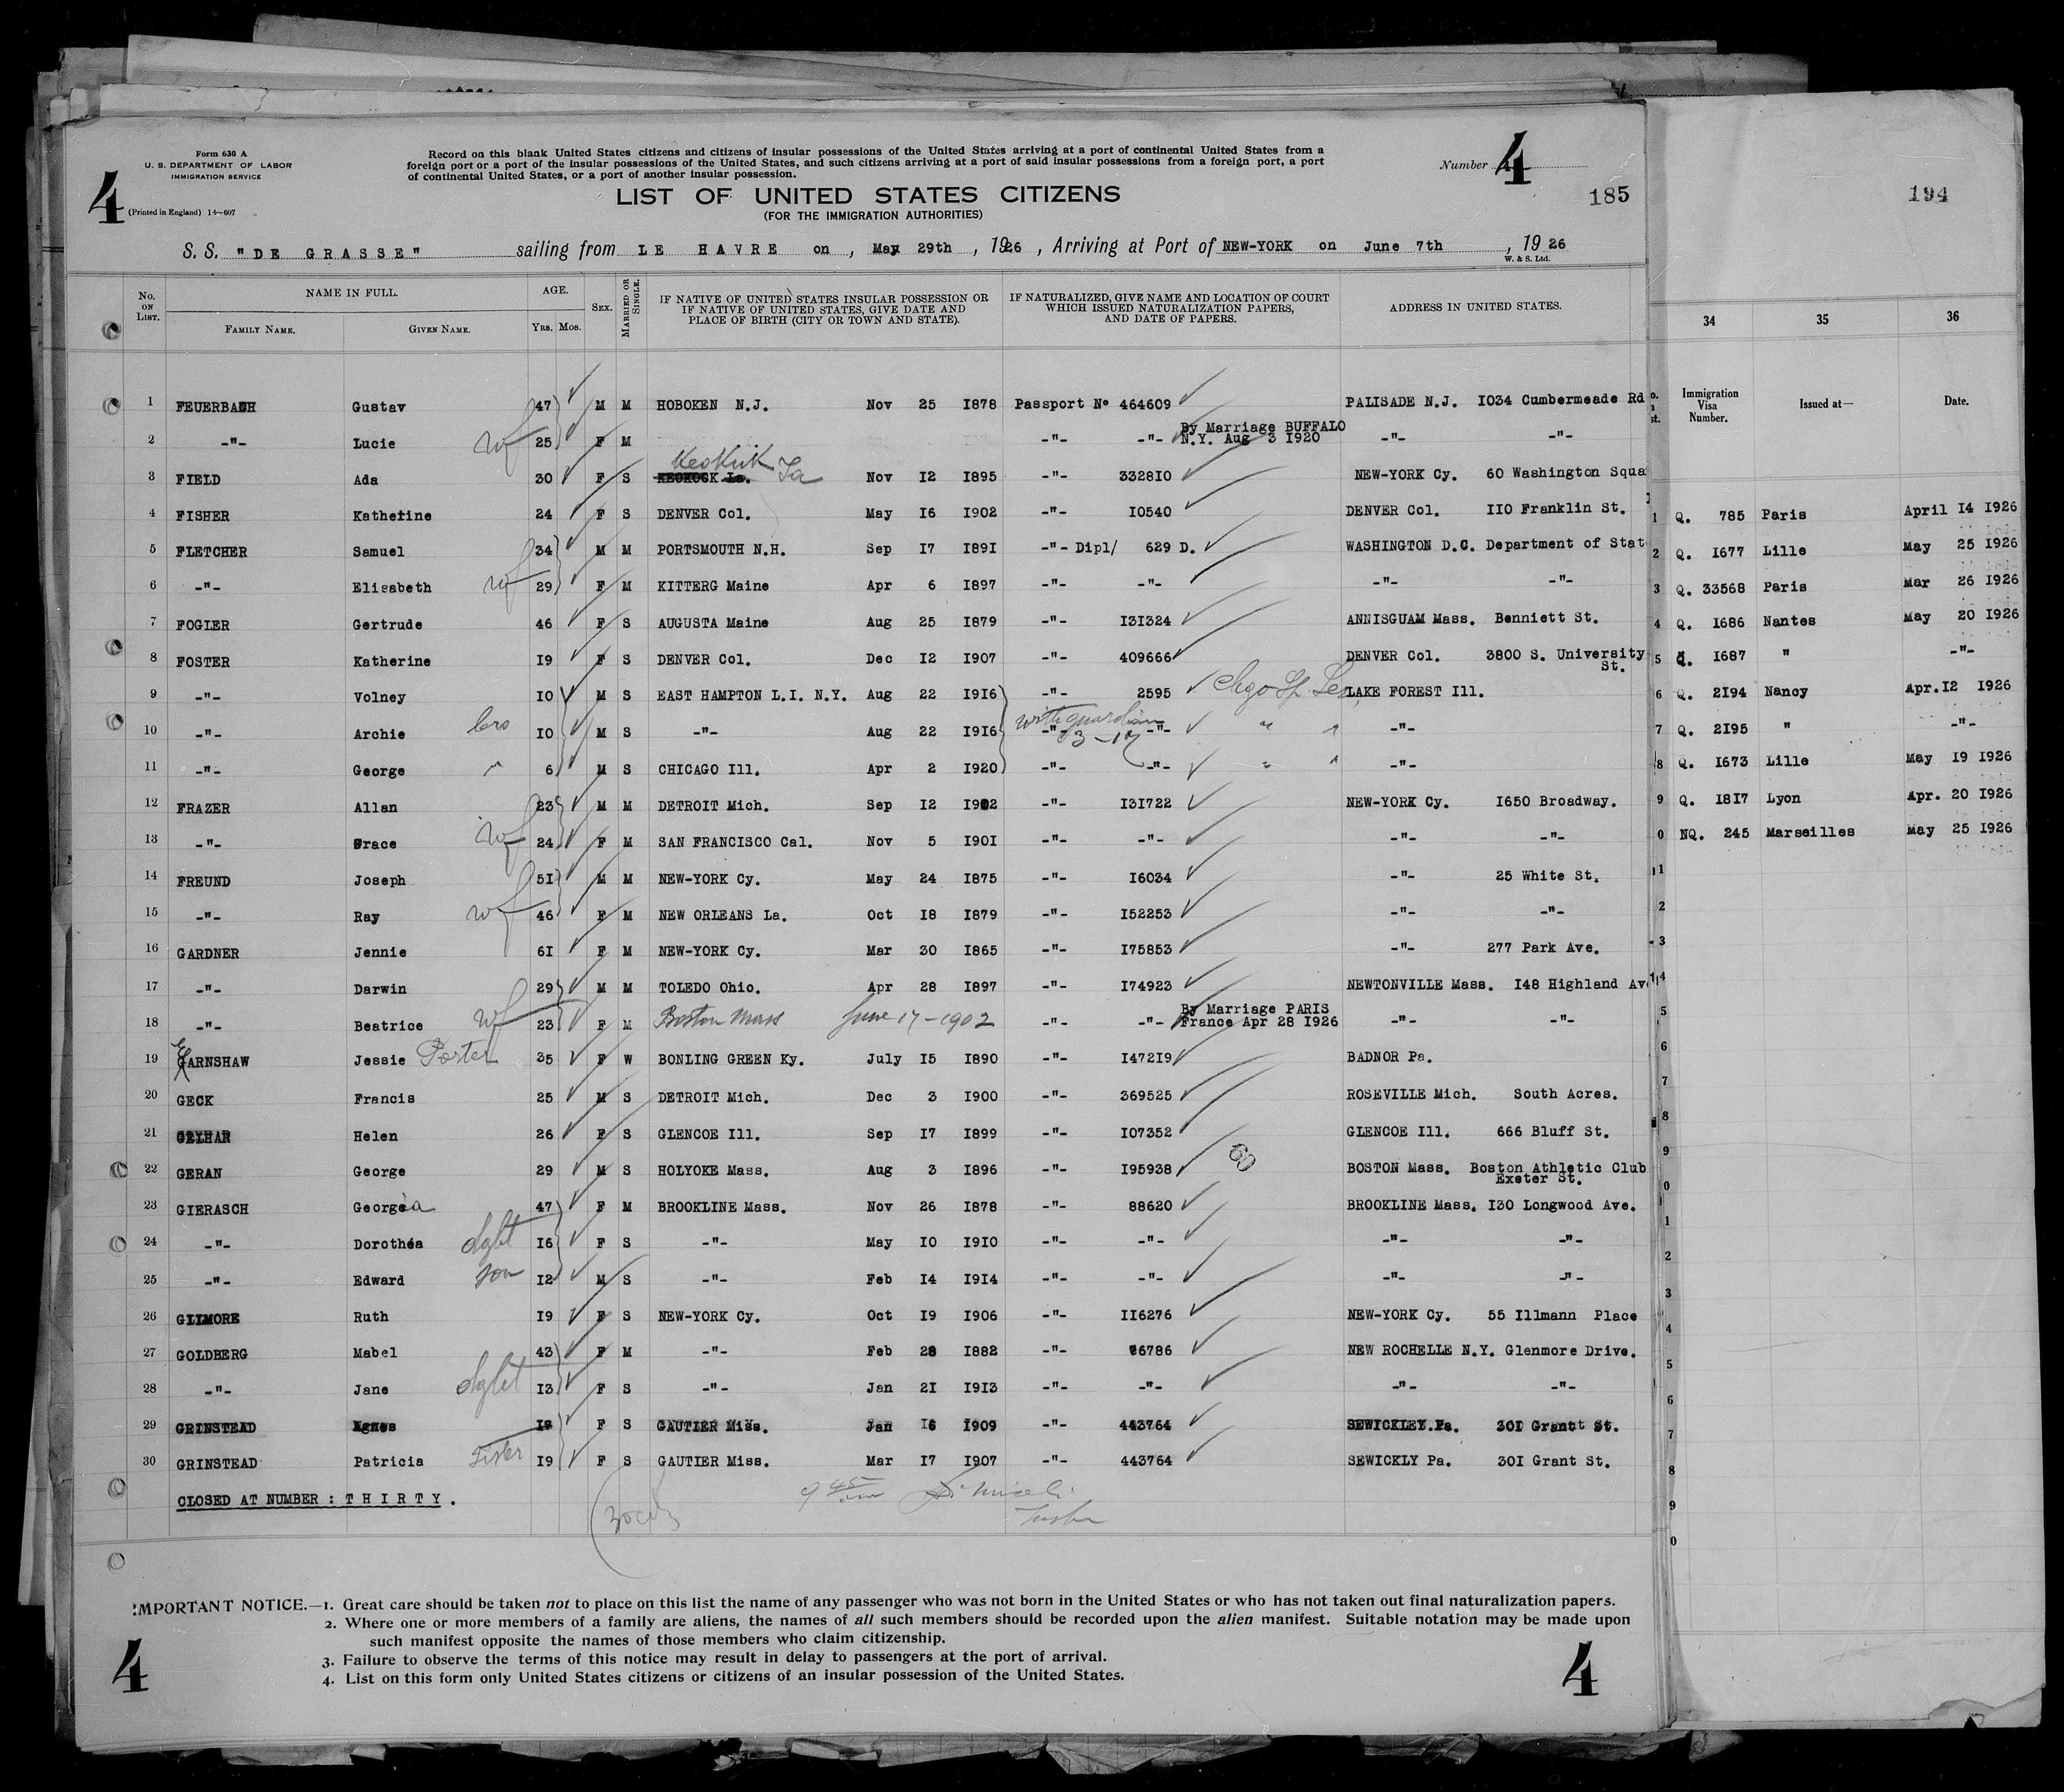 Form 630 A
U. S. DEPARTMENT OF LABOR
IMMIGRATION SERVICE
4
(Printed in England) 14—607
Record on this blank United States citizens and citizens of insular possessions of the United States arriving at a port of continental United States from a
foreign port or a port of the insular possessions of the United States, and such citizens arriving at a port of said insular possessions from a foreign port, a port
of continental United States, or a port of another insular possession.
Number 4
185
194
LIST OF UNITED STATES CITIZENS
(FOR THE IMMIGRATION AUTHORITIES)
S. S. "DE GRASSE" sailing from LE HAVRE on , May 29th , 1926 , Arriving at Port of NEW-YORK on June 7th , 19 26
W. & S. Ltd.
No. ON LIST. NAME IN FULL. AGE. SEX. MARRIED OR SINGLE. IF NATIVE OF UNITED STATES INSULAR POSSESSION OR IF NATIVE OF UNITED STATES, GIVE DATE AND PLACE OF BIRTH (CITY OR TOWN AND STATE). IF NATURALIZED, GIVE NAME AND LOCATION OF COURT WHICH ISSUED NATURALIZATION PAPERS, AND DATE OF PAPERS. ADDRESS IN UNITED STATES.
FAMILY NAME. GIVEN NAME. Yrs. Mos.
34 35 36
Immigration Visa Number. Issued at— Date.
1 FEUERBACH Gustav 47 M M HOBOKEN N.J. Nov 25 1878 Passport No 464609 PALISADE N.J. 1034 Cumbermeade Rd
2 -"- Lucie wf 25 F M -"- -"- By Marriage BUFFALO N.Y. Aug 3 1920 -"- -"-
3 FIELD Ada 30 F S KEOKOCK Ia. Keokuk Ia Nov 12 1895 -"- 332810 NEW-YORK Cy. 60 Washington Squa
4 FISHER Katherine 24 F S DENVER Col. May 16 1902 -"- 10540 DENVER Col. 110 Franklin St.
5 FLETCHER Samuel 34 M M PORTSMOUTH N.H. Sep 17 1891 -"- Dipl/ 629 D. WASHINGTON D.C. Department of Stat
6 -"- Elisabeth wf 29 F M KITTERG Maine Apr 6 1897 -"- -"- -"- -"-
7 FOGLER Gertrude 46 F S AUGUSTA Maine Aug 25 1879 -"- 131324 ANNISGUAM Mass. Benniett St.
8 FOSTER Katherine 19 F S DENVER Col. Dec 12 1907 -"- 409666 DENVER Col. 3800 S. University St.
9 -"- Volney 10 M S EAST HAMPTON L.I. N.Y. Aug 22 1916 -"- 2595 LAKE FOREST Ill.
10 -"- Archie bro 10 M S -"- Aug 22 1916 -"- with guardian -"- -"-
11 -"- George " 6 M S CHICAGO Ill. Apr 2 1920 -"- -"- -"-
12 FRAZER Allan 23 M M DETROIT Mich. Sep 12 1902 -"- 131722 NEW-YORK Cy. 1650 Broadway.
13 -"- Grace wf 24 F M SAN FRANCISCO Cal. Nov 5 1901 -"- -"- -"- -"-
14 FREUND Joseph 51 M M NEW-YORK Cy. May 24 1875 -"- 16034 -"- 25 White St.
15 -"- Ray wf 46 F M NEW ORLEANS La. Oct 18 1879 -"- 152253 -"- -"-
16 GARDNER Jennie 61 F M NEW-YORK Cy. Mar 30 1865 -"- 175853 -"- 277 Park Ave.
17 -"- Darwin 29 M M TOLEDO Ohio. Apr 28 1897 -"- 174923 NEWTONVILLE Mass. 148 Highland Av
18 -"- Beatrice wf 23 F M Boston Mass June 17-1902 -"- -"- By Marriage PARIS France Apr 28 1926 -"- -"-
19 EARNSHAW Jessie Porter 35 F W BONLING GREEN Ky. July 15 1890 -"- 147219 BADNOR Pa.
20 GECK Francis 25 M S DETROIT Mich. Dec 3 1900 -"- 369525 ROSEVILLE Mich. South Acres.
21 GELHAR Helen 26 F S GLENCOE Ill. Sep 17 1899 -"- 107352 GLENCOE Ill. 666 Bluff St.
22 GERAN George 29 M S HOLYOKE Mass. Aug 3 1896 -"- 195938 60 BOSTON Mass. Boston Athletic Club Exeter St.
23 GIERASCH Georgia 47 F M BROOKLINE Mass. Nov 26 1878 -"- 88620 BROOKLINE Mass. 130 Longwood Ave.
24 -"- Dorothéa dght 16 F S -"- May 10 1910 -"- -"- -"- -"-
25 -"- Edward son 12 M S -"- Feb 14 1914 -"- -"- -"- -"-
26 GLIMORE Ruth 19 F S NEW-YORK Cy. Oct 19 1906 -"- 116276 NEW-YORK Cy. 55 Illmann Place
27 GOLDBERG Mabel 43 F M -"- Feb 28 1882 -"- 76786 NEW ROCHELLE N.Y. Glenmore Drive.
28 -"- Jane dght 13 F S -"- Jan 21 1913 -"- -"- -"- -"-
29 GRINSTEAD Agnes F S GAUTIER Miss. Jan 16 1909 -"- 443764 SEWICKLEY.Pa. 301 Grant St.
30 GRINSTEAD Patricia sister 19 F S GAUTIER Miss. Mar 17 1907 -"- 443764 SEWICKLY Pa. 301 Grant St.
CLOSED AT NUMBER : THIRTY.
1 Q. 785 Paris April 14 1926
2 Q. 1677 Lille May 25 1926
3 Q. 33568 Paris Mar 26 1926
4 Q. 1686 Nantes May 20 1926
5 Q. 1687 " -"-
6 Q. 2194 Nancy Apr.12 1926
7 Q. 2195 " -"-
8 Q. 1673 Lille May 19 1926
9 Q. 1817 Lyon Apr. 20 1926
0 NQ. 245 Marseilles May 25 1926
1
2
3
4
5
6
7
8
9
0
1
2
3
4
5
6
7
8
9
0
IMPORTANT NOTICE.—1. Great care should be taken not to place on this list the name of any passenger who was not born in the United States or who has not taken out final naturalization papers.
2. Where one or more members of a family are aliens, the names of all such members should be recorded upon the alien manifest. Suitable notation may be made upon
such manifest opposite the names of those members who claim citizenship.
3. Failure to observe the terms of this notice may result in delay to passengers at the port of arrival.
4. List on this form only United States citizens or citizens of an insular possession of the United States.
4
4